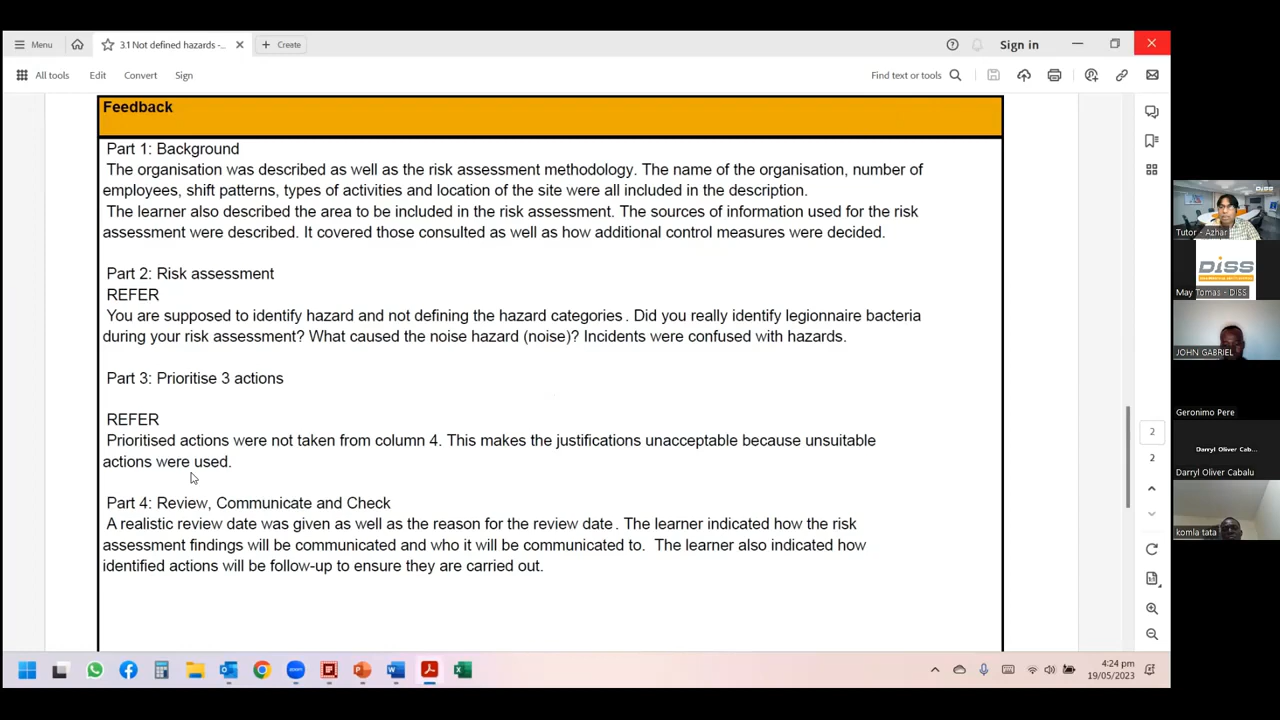 Menu
3.1 Not defined hazards -...
Create
Sign in
All tools
Edit
Convert
Sign
Find text or tools
Feedback
Part 1: Background
The organisation was described as well as the risk assessment methodology. The name of the organisation, number of
employees, shift patterns, types of activities and location of the site were all included in the description.
The learner also described the area to be included in the risk assessment. The sources of information used for the risk
assessment were described. It covered those consulted as well as how additional control measures were decided.
Part 2: Risk assessment
REFER
You are supposed to identify hazard and not defining the hazard categories. Did you really identify legionnaire bacteria
during your risk assessment? What caused the noise hazard (noise)? Incidents were confused with hazards.
Part 3: Prioritise 3 actions
REFER
Prioritised actions were not taken from column 4. This makes the justifications unacceptable because unsuitable
actions were used.
Part 4: Review, Communicate and Check
A realistic review date was given as well as the reason for the review date. The learner indicated how the risk
assessment findings will be communicated and who it will be communicated to. The learner also indicated how
identified actions will be follow-up to ensure they are carried out.
2
2
4:24 pm
19/05/2023
Tutor - Azhar
DISS
May Tomas - DISS
JOHN GABRIEL
Geronimo Pere
Darryl Oliver Cab...
Darryl Oliver Cabalu
komla tata